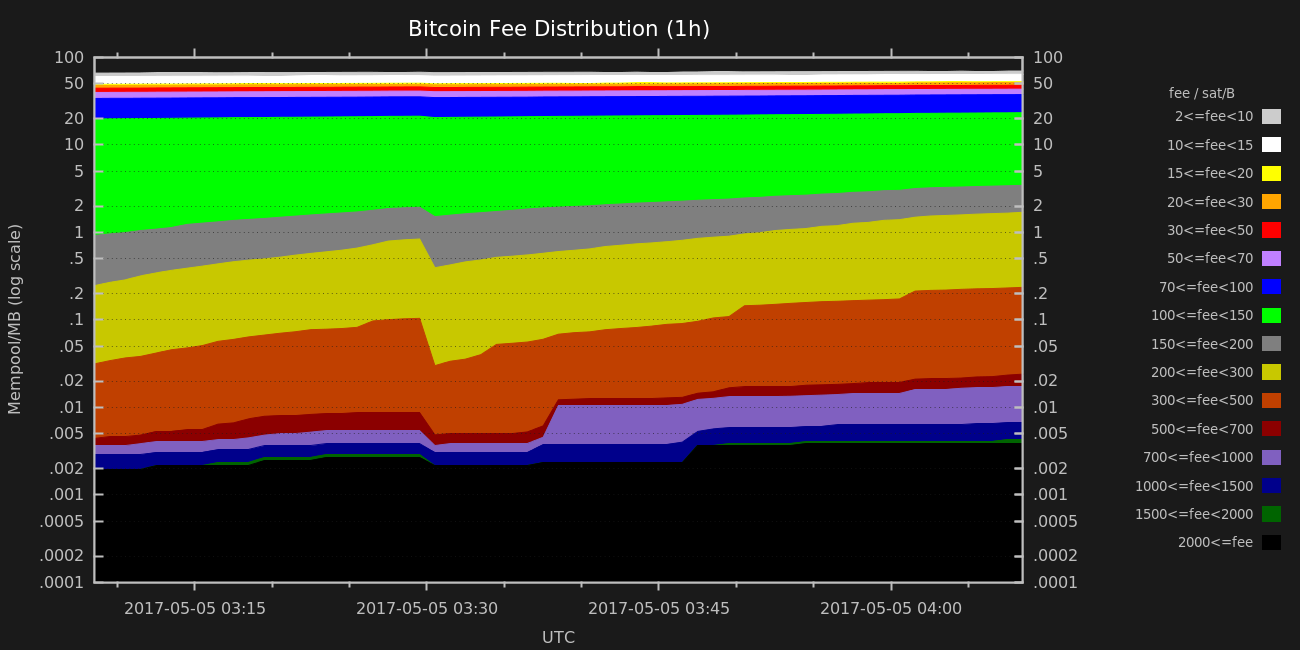 Bitcoin Fee Distribution (1h)
100 100
50 50
20 20
10 10
5 5
2 2
1 1
.5 .5
.2 .2
.1 .1
.05 .05
.02 .02
.01 .01
.005 .005
.002 .002
.001 .001
.0005 .0005
.0002 .0002
.0001 .0001
Mempool/MB (log scale)
2017-05-05 03:15 2017-05-05 03:30 2017-05-05 03:45 2017-05-05 04:00
UTC
fee / sat/B
2<=fee<10
10<=fee<15
15<=fee<20
20<=fee<30
30<=fee<50
50<=fee<70
70<=fee<100
100<=fee<150
150<=fee<200
200<=fee<300
300<=fee<500
500<=fee<700
700<=fee<1000
1000<=fee<1500
1500<=fee<2000
2000<=fee